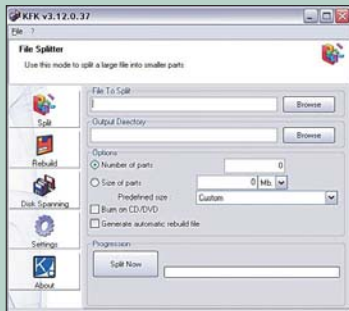 KFK v3.12.0.37
File ?
File Splitter
Use this mode to split a large file into smaller parts
Split
Rebuild
Disk Spanning
Settings
About
File To Split
Browse
Output Directory
Browse
Options
Number of parts 0
Size of parts 0 Mb.
Predefined size Custom
Burn on CD/DVD
Generate automatic rebuild file
Progression
Split Now